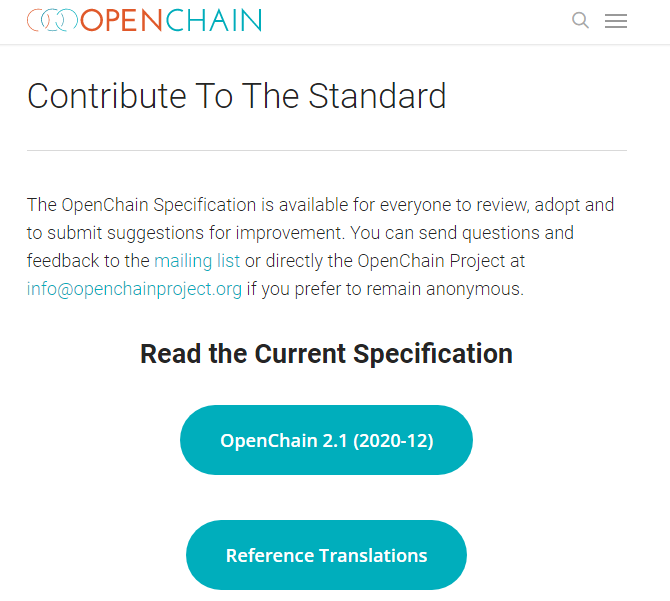 OPENCHAIN
Contribute To The Standard
The OpenChain Specification is available for everyone to review, adopt and
to submit suggestions for improvement. You can send questions and
feedback to the mailing list or directly the OpenChain Project at
info@openchainproject.org if you prefer to remain anonymous.
Read the Current Specification
OpenChain 2.1 (2020-12)
Reference Translations